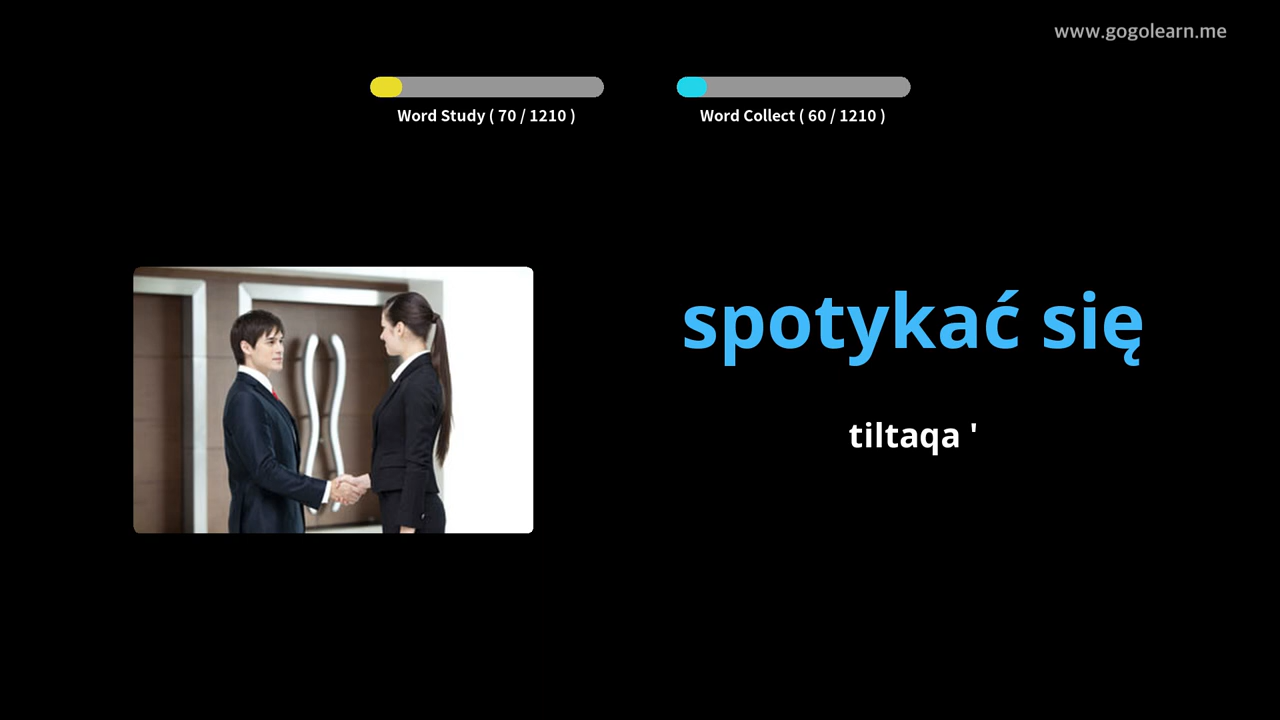 www.gogolearn.me
Word Study ( 70 / 1210 )
Word Collect ( 60 / 1210 )
spotykać się
tiltaqa '